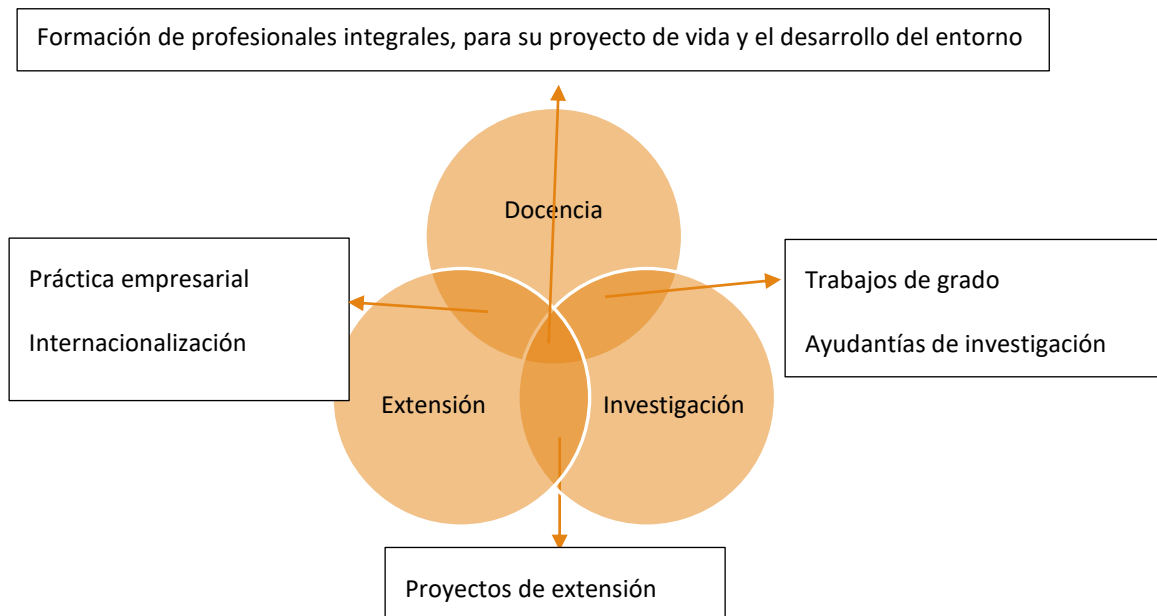 Formación de profesionales integrales, para su proyecto de vida y el desarrollo del entorno
Docencia
Práctica empresarial
Internacionalización
Trabajos de grado
Ayudantías de investigación
Extensión
Investigación
Proyectos de extensión